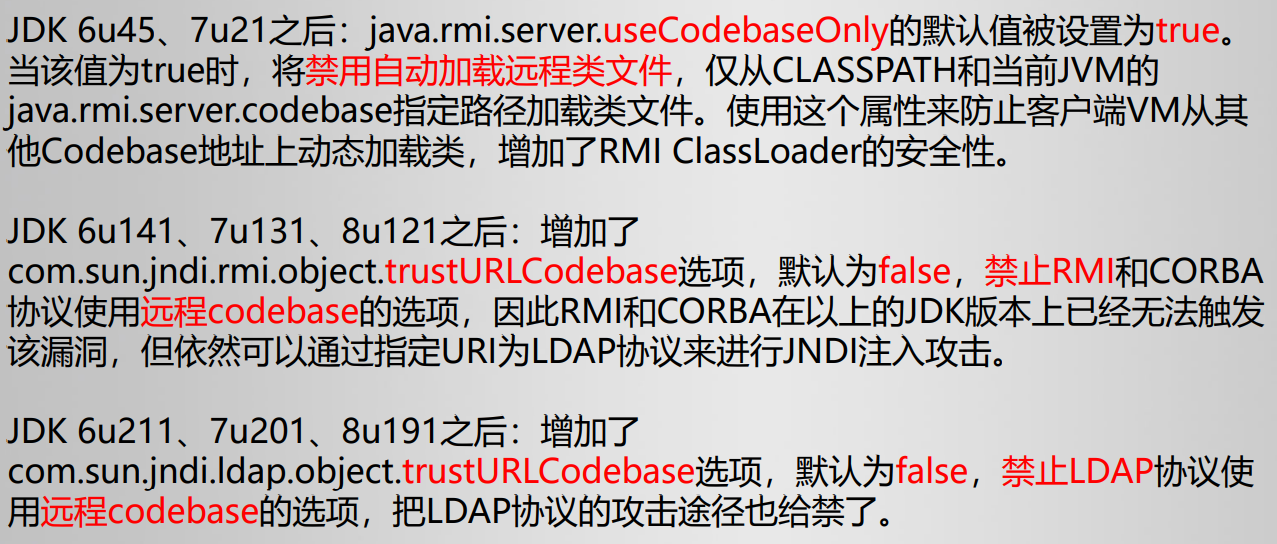 JDK 6u45、7u21之后：java.rmi.server.useCodebaseOnly的默认值被设置为true。
当该值为true时，将禁用自动加载远程类文件，仅从CLASSPATH和当前JVM的
java.rmi.server.codebase指定路径加载类文件。使用这个属性来防止客户端VM从其
他Codebase地址上动态加载类，增加了RMI ClassLoader的安全性。
JDK 6u141、7u131、8u121之后：增加了
com.sun.jndi.rmi.object.trustURLCodebase选项，默认为false，禁止RMI和CORBA
协议使用远程codebase的选项，因此RMI和CORBA在以上的JDK版本上已经无法触发
该漏洞，但依然可以通过指定URI为LDAP协议来进行JNDI注入攻击。
JDK 6u211、7u201、8u191之后：增加了
com.sun.jndi.ldap.object.trustURLCodebase选项，默认为false，禁止LDAP协议使
用远程codebase的选项，把LDAP协议的攻击途径也给禁了。